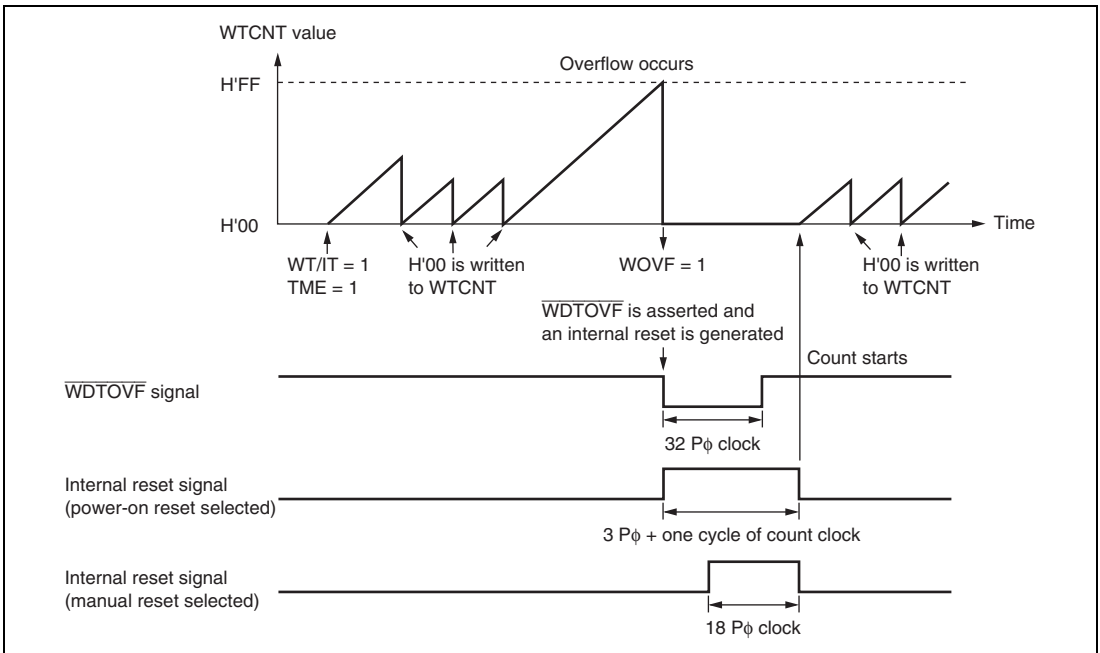 WTCNT value
Overflow occurs
H'FF
H'00
Time
WT/IT = 1
TME = 1
H'00 is written
to WTCNT
WOVF = 1
H'00 is written
to WTCNT
WDTOVF is asserted and
an internal reset is generated
Count starts
WDTOVF signal
32 Pϕ clock
Internal reset signal
(power-on reset selected)
3 Pϕ + one cycle of count clock
Internal reset signal
(manual reset selected)
18 Pϕ clock